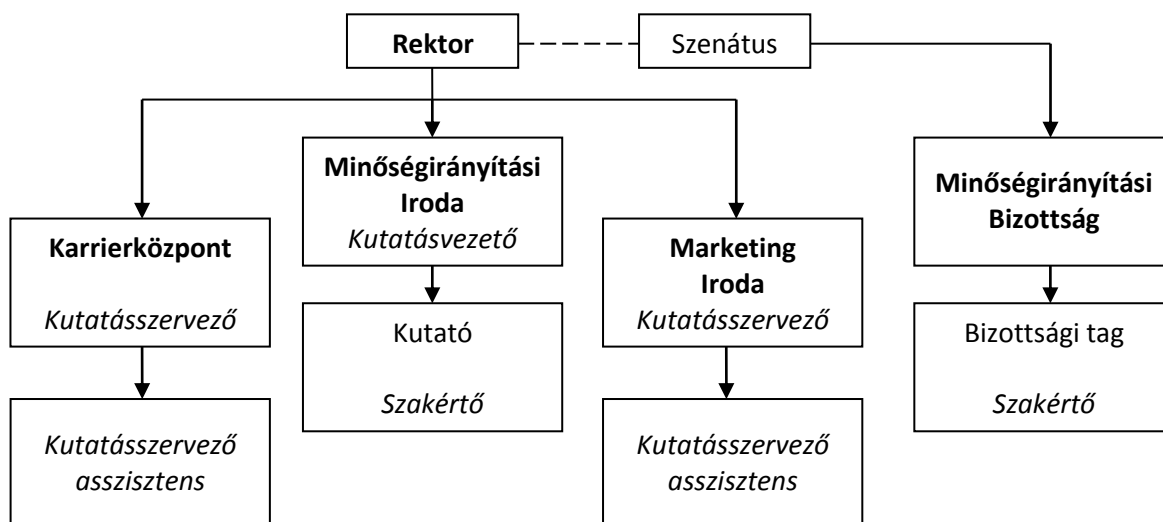 Rektor
Szenátus
Minőségirányítási
Iroda
Kutatásvezető
Minőségirányítási
Bizottság
Karrierközpont
Kutatásszervező
Marketing
Iroda
Kutatásszervező
Kutató
Szakértő
Bizottsági tag
Szakértő
Kutatásszervező
asszisztens
Kutatásszervező
asszisztens